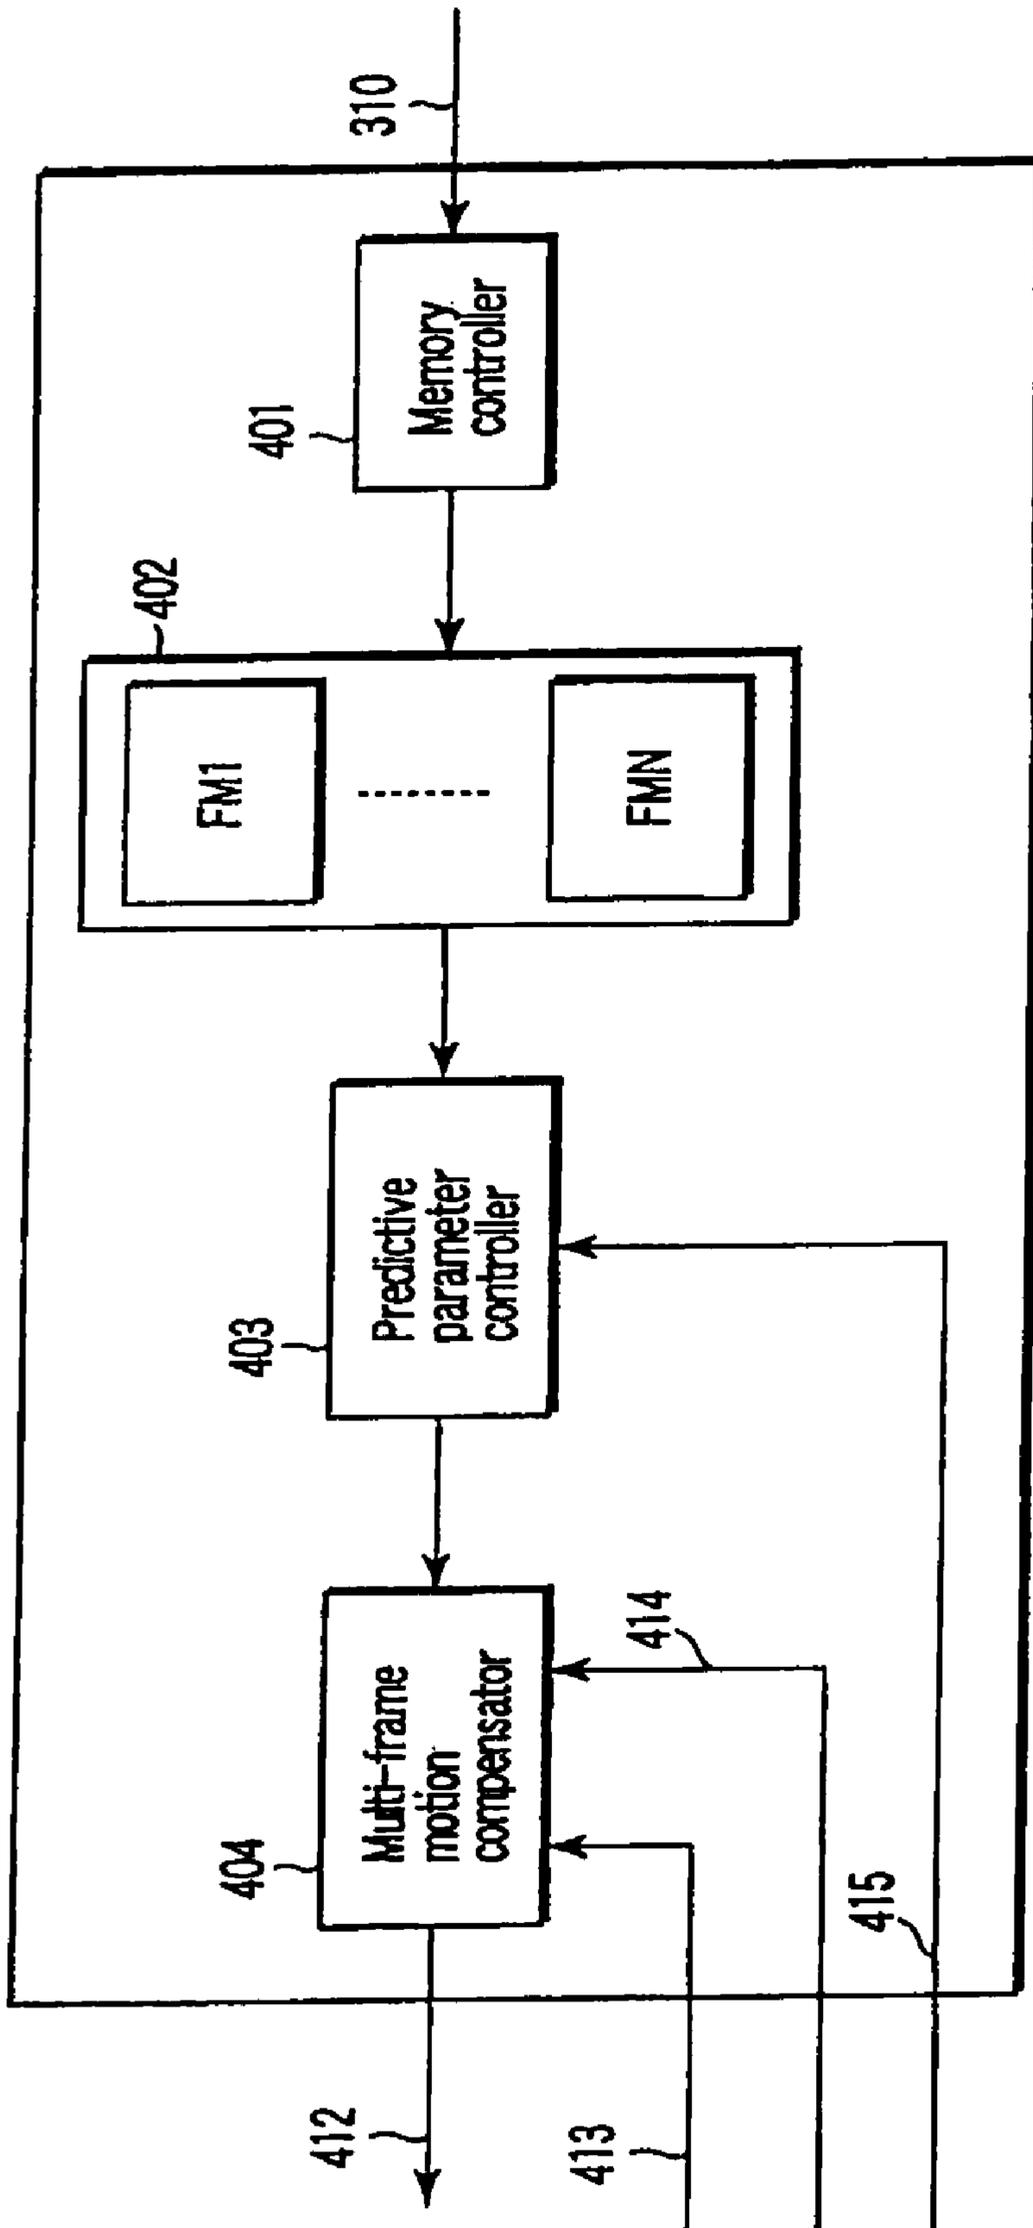 404
Multi-frame
motion
compensator
403
Predictive
parameter
controller
402
FM1
FMN
401
Memory
controller
310
412
413
414
415